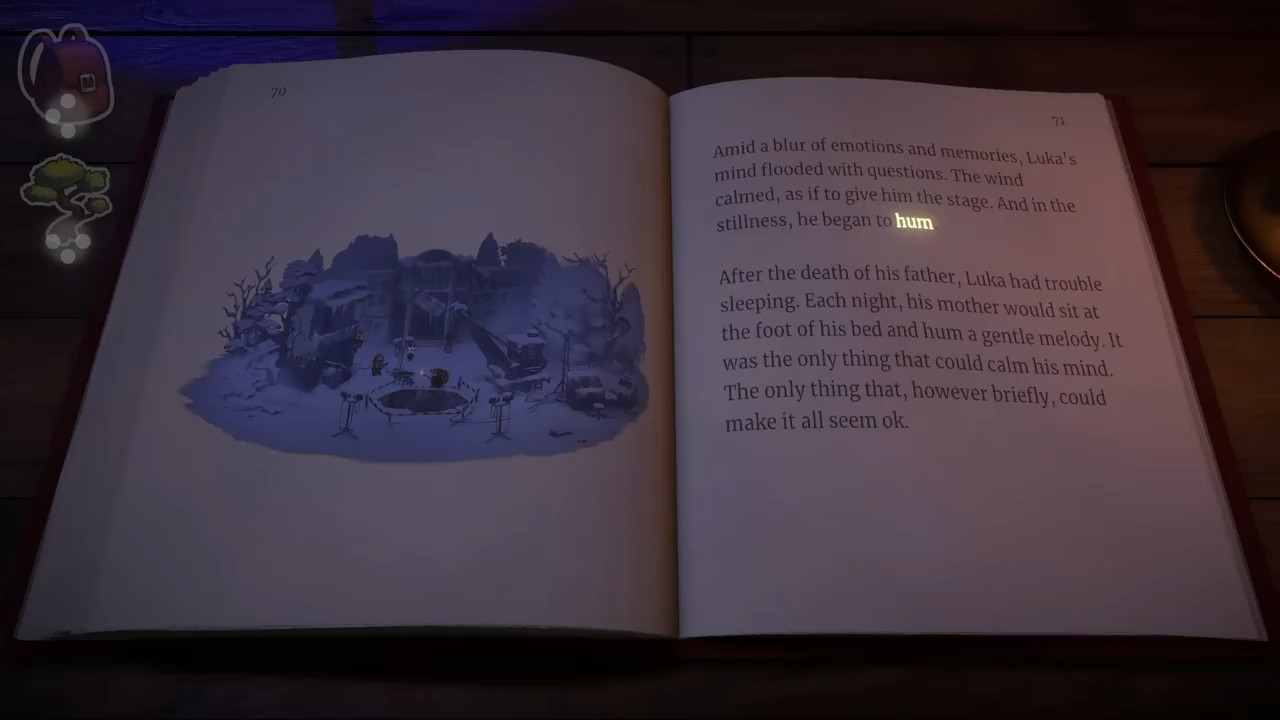 70
71
Amid a blur of emotions and memories, Luka's
mind flooded with questions. The wind
calmed, as if to give him the stage. And in the
stillness, he began to hum.
After the death of his father, Luka had trouble
sleeping. Each night, his mother would sit at
the foot of his bed and hum a gentle melody. It
was the only thing that could calm his mind.
The only thing that, however briefly, could
make it all seem ok.